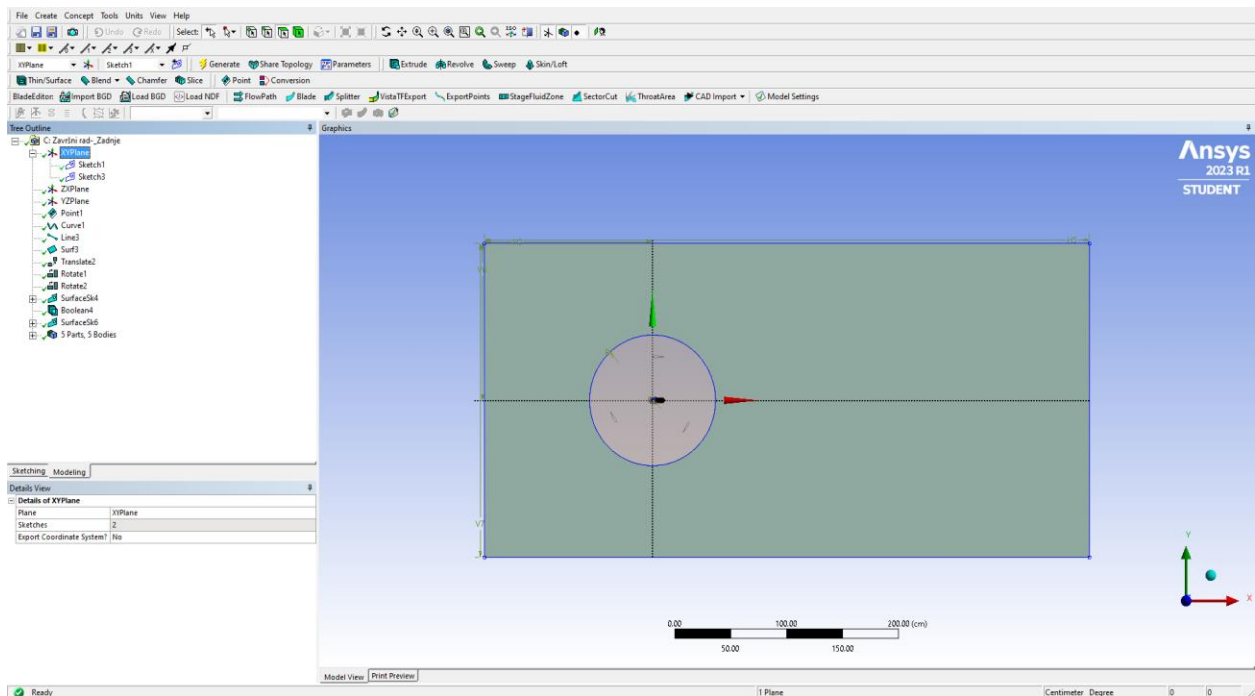 File Create Concept Tools Units View Help
Undo Redo Select:
XYPlane Sketch1 Generate Share Topology Parameters Extrude Revolve Sweep Skin/Loft
Thin/Surface Blend Chamfer Slice Point Conversion
BladeEditor: Import BGD Load BGD Load NDF FlowPath Blade Splitter VistaTFExport ExportPoints StageFluidZone SectorCut ThroatArea CAD Import Model Settings
Tree Outline
C: Završni rad-_Zadnje
XYPlane
Sketch1
Sketch3
ZXPlane
YZPlane
Point1
Curve1
Line3
Surf3
Translate2
Rotate1
Rotate2
SurfaceSk4
Boolean4
SurfaceSk6
5 Parts, 5 Bodies
Sketching Modeling
Details View
Details of XYPlane
Plane XYPlane
Sketches 2
Export Coordinate System? No
Graphics
Ansys
2023 R1
STUDENT
V7
Y
X
0.00 100.00 200.00 (cm)
50.00 150.00
Model View Print Preview
Ready 1 Plane Centimeter Degree 0 0